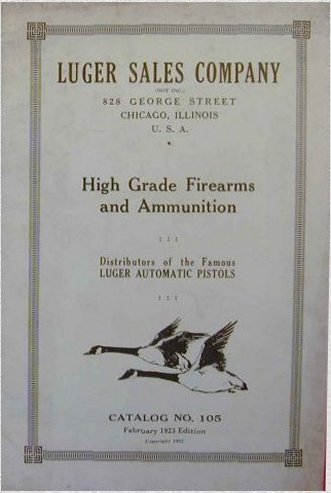 LUGER SALES COMPANY
(NOT INC.)
828 GEORGE STREET
CHICAGO, ILLINOIS
U. S. A.
High Grade Firearms
and Ammunition
Distributors of the Famous
LUGER AUTOMATIC PISTOLS
CATALOG NO. 105
February 1923 Edition
Copyright